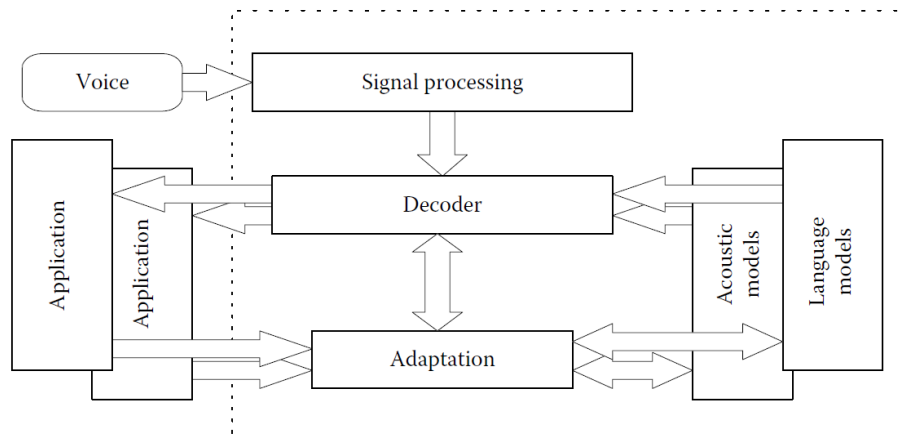 Voice
Signal processing
Decoder
Application
Application
Acoustic
models
Language
models
Adaptation